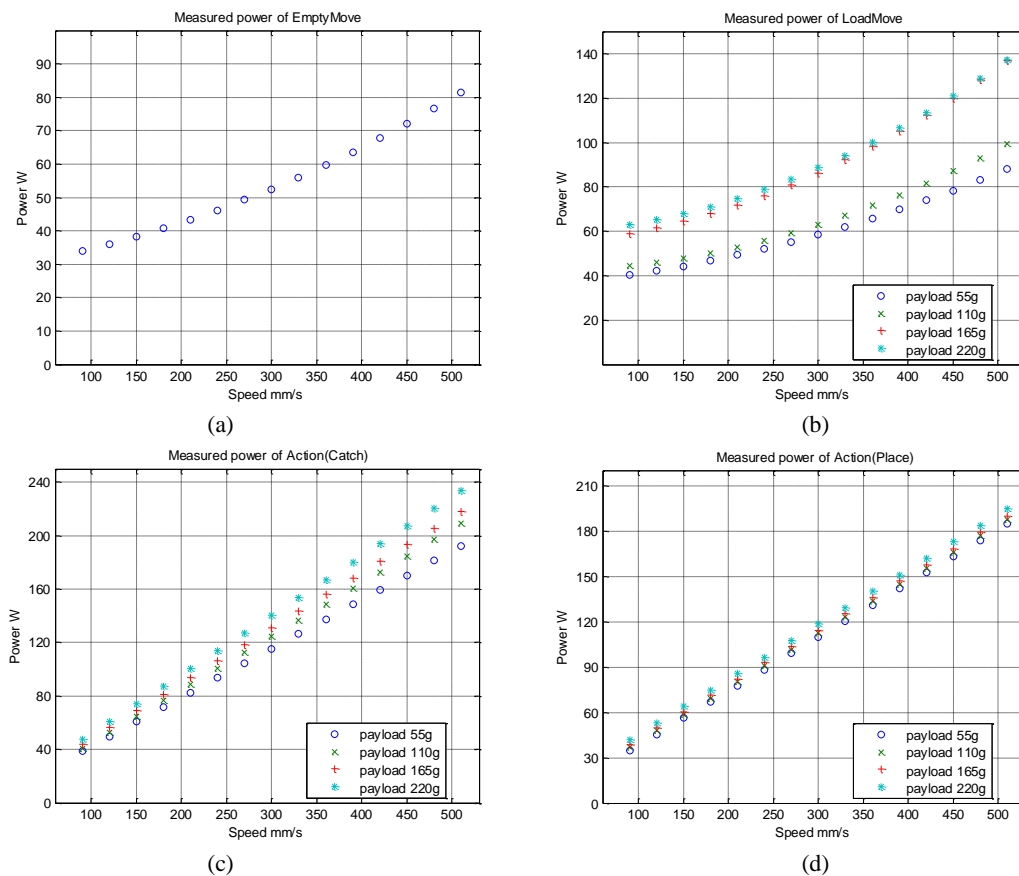 Measured power of EmptyMove
90
80
70
60
50
40
30
20
10
0
Power W
100 150 200 250 300 350 400 450 500
Speed mm/s
(a)
Measured power of LoadMove
140
120
100
80
60
40
20
Power W
payload 55g
payload 110g
payload 165g
payload 220g
100 150 200 250 300 350 400 450 500
Speed mm/s
(b)
Measured power of Action(Catch)
240
200
160
120
80
40
0
Power W
payload 55g
payload 110g
payload 165g
payload 220g
100 150 200 250 300 350 400 450 500
Speed mm/s
(c)
Measured power of Action(Place)
210
180
150
120
90
60
30
0
Power W
payload 55g
payload 110g
payload 165g
payload 220g
100 150 200 250 300 350 400 450 500
Speed mm/s
(d)